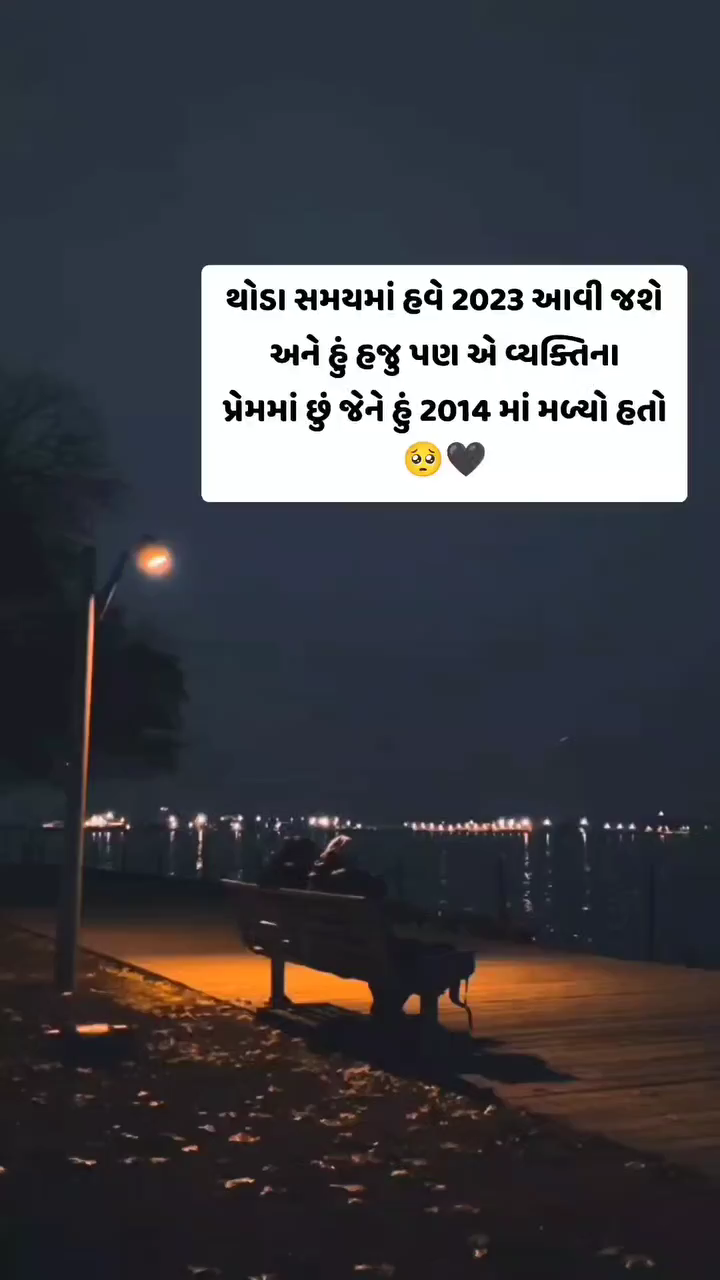 થોડા સમયમાં હવે 2023 આવી જશે
અને હું હજુ પણ એ વ્યક્તિના
પ્રેમમાં છું જેને હું 2014 માં મળ્યો હતો
🥺🖤